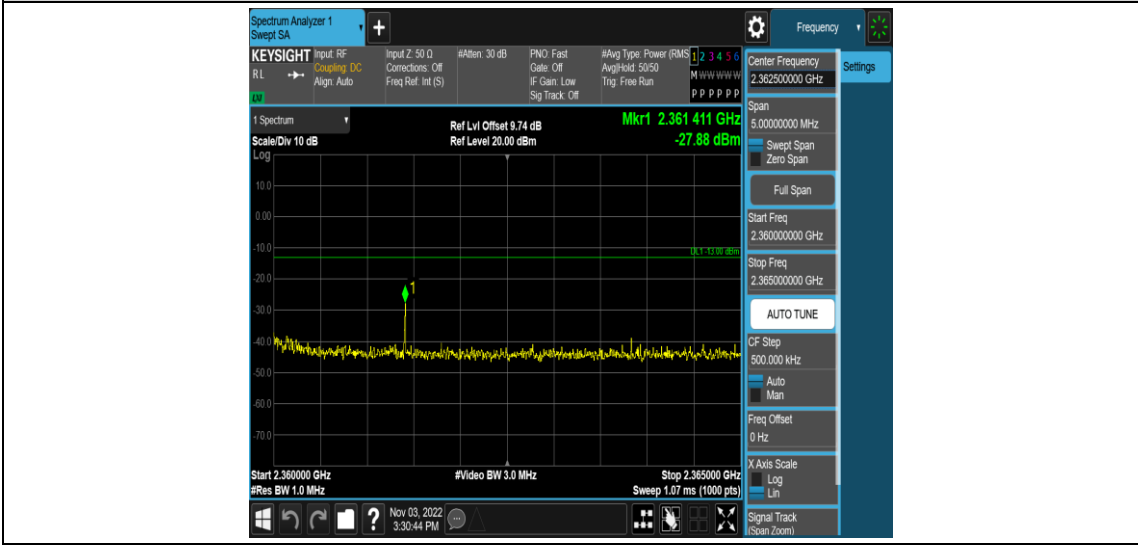 Spectrum Analyzer 1
Swept SA
+
Frequency
KEYSIGHT
RL
LM
Input: RF
Coupling: DC
Align: Auto
Input Z: 50 Ω
Corrections: Off
Freq Ref: Int (S)
#Atten: 30 dB
PNO: Fast
Gate: Off
IF Gain: Low
Sig Track: Off
#Avg Type: Power (RMS
Avg|Hold: 50/50
Trig: Free Run
1 2 3 4 5 6
M W W W W W
P P P P P P
1 Spectrum
Scale/Div 10 dB
Log
Ref Lvl Offset 9.74 dB
Ref Level 20.00 dBm
Mkr1 2.361 411 GHz
-27.88 dBm
10.0
0.00
-10.0
DL1 -13.00 dBm
-20.0
1
-30.0
-40.0
-50.0
-60.0
-70.0
Start 2.360000 GHz
#Res BW 1.0 MHz
#Video BW 3.0 MHz
Stop 2.365000 GHz
Sweep 1.07 ms (1000 pts)
Center Frequency
2.362500000 GHz
Settings
Span
5.00000000 MHz
Swept Span
Zero Span
Full Span
Start Freq
2.360000000 GHz
Stop Freq
2.365000000 GHz
AUTO TUNE
CF Step
500.000 kHz
Auto
Man
Freq Offset
0 Hz
X Axis Scale
Log
Lin
Signal Track
(Span Zoom)
?
Nov 03, 2022
3:30:44 PM